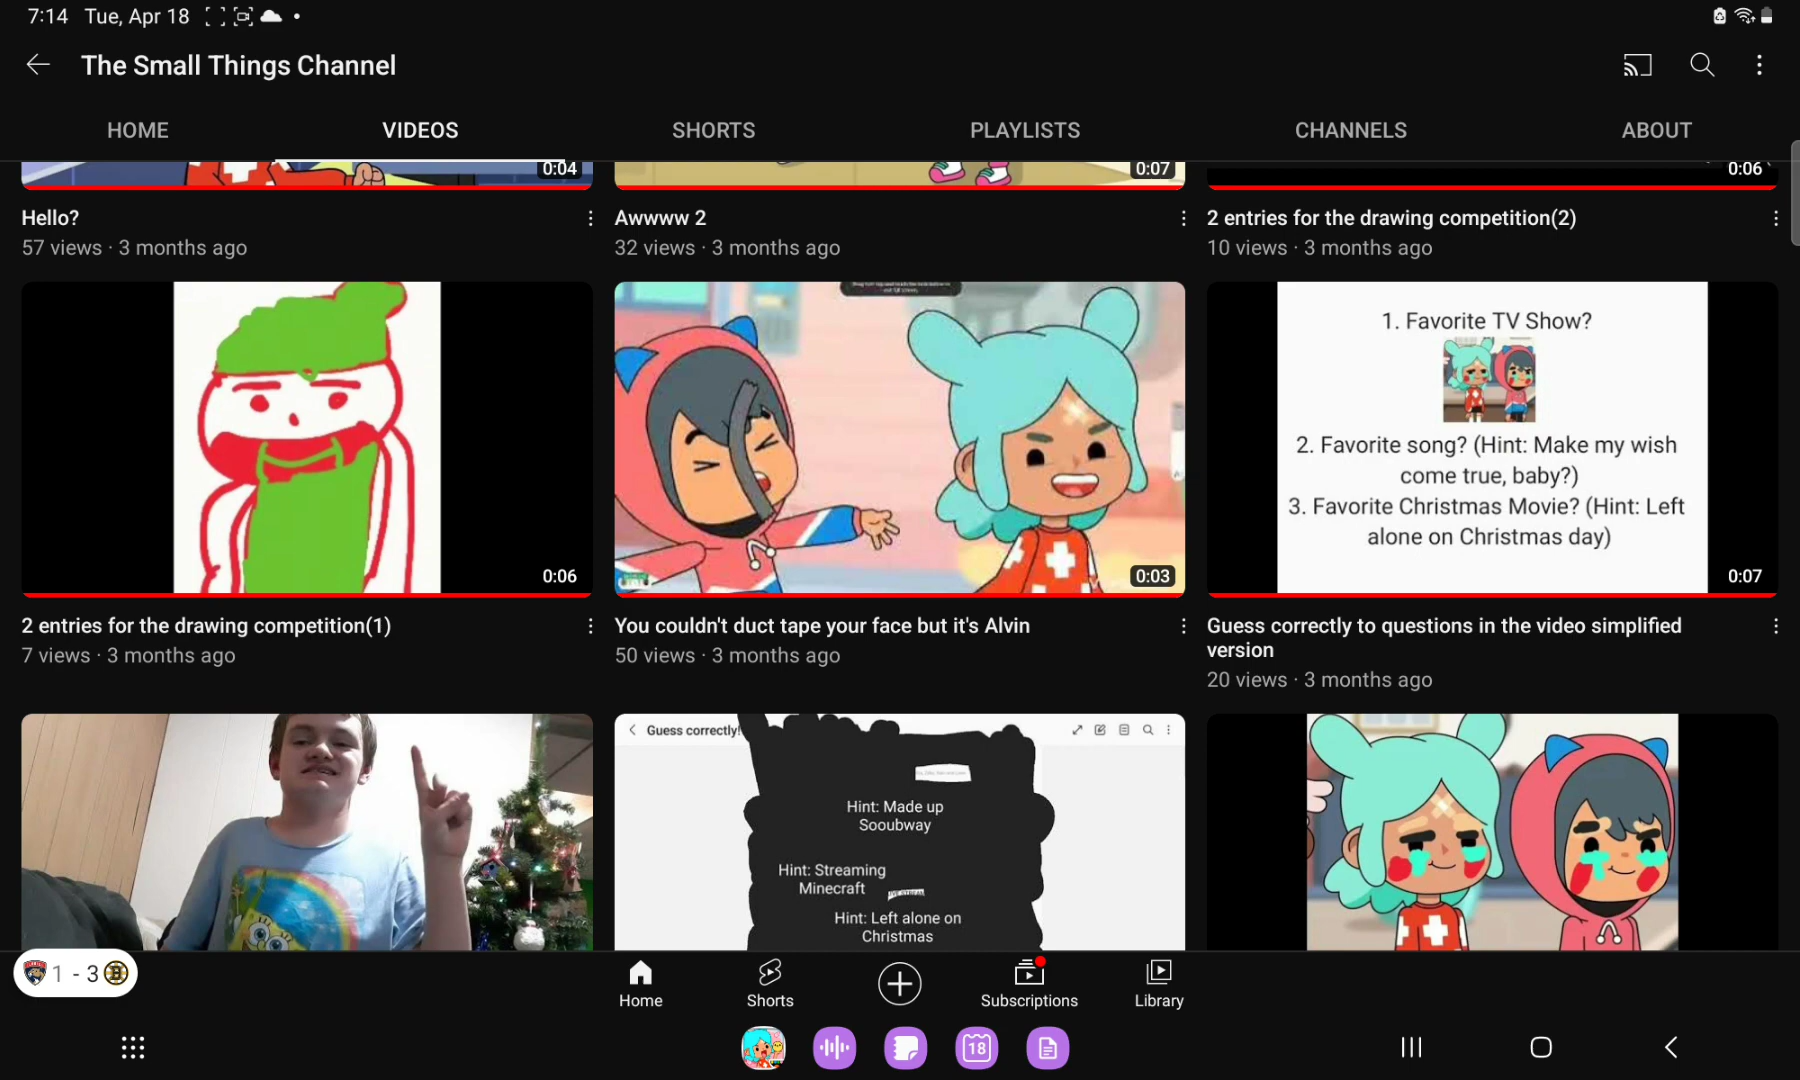 7:14 Tue, Apr 18
The Small Things Channel
HOME VIDEOS SHORTS PLAYLISTS CHANNELS ABOUT
0:04 0:07 0:06
Hello?
57 views · 3 months ago
Awwww 2
32 views · 3 months ago
2 entries for the drawing competition(2)
10 views · 3 months ago
0:06
0:03
1. Favorite TV Show?
2. Favorite song? (Hint: Make my wish
come true, baby?)
3. Favorite Christmas Movie? (Hint: Left
alone on Christmas day)
0:07
2 entries for the drawing competition(1)
7 views · 3 months ago
You couldn't duct tape your face but it's Alvin
50 views · 3 months ago
Guess correctly to questions in the video simplified
version
20 views · 3 months ago
Guess correctly!
Hint: Made up
Sooubway
Hint: Streaming
Minecraft
Hint: Left alone on
Christmas
1 - 3
B
Home Shorts Subscriptions Library
18